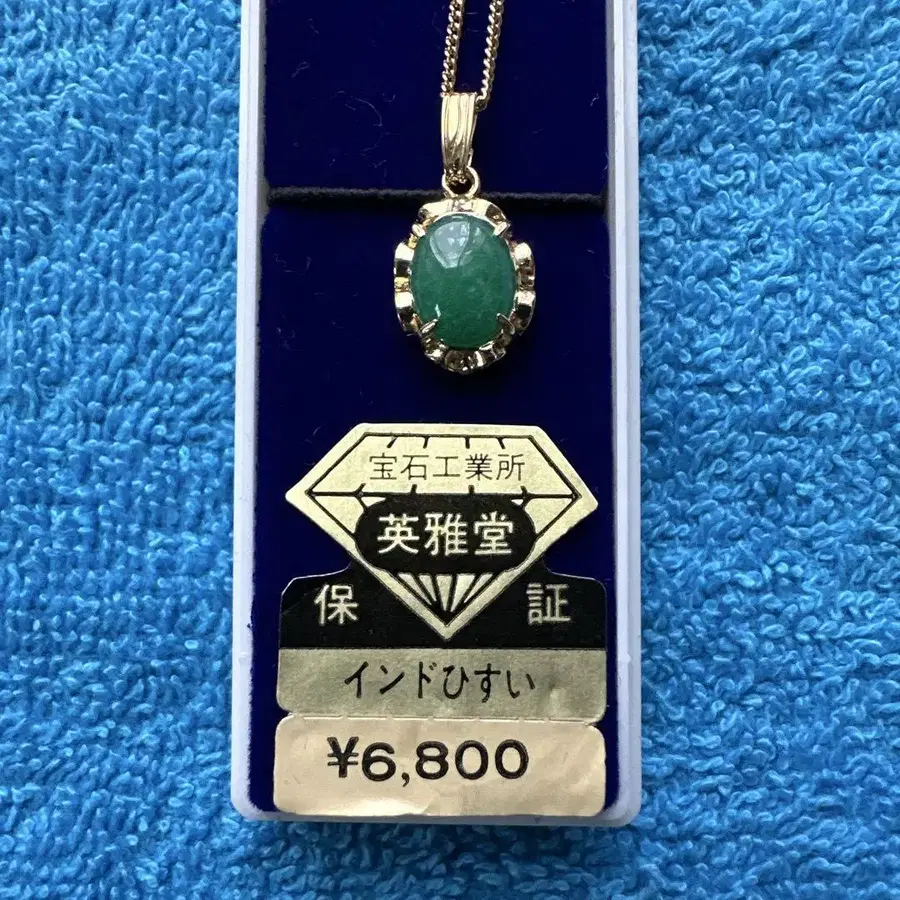 宝石工業所
英雅堂
保証
インドひすい
¥6,800